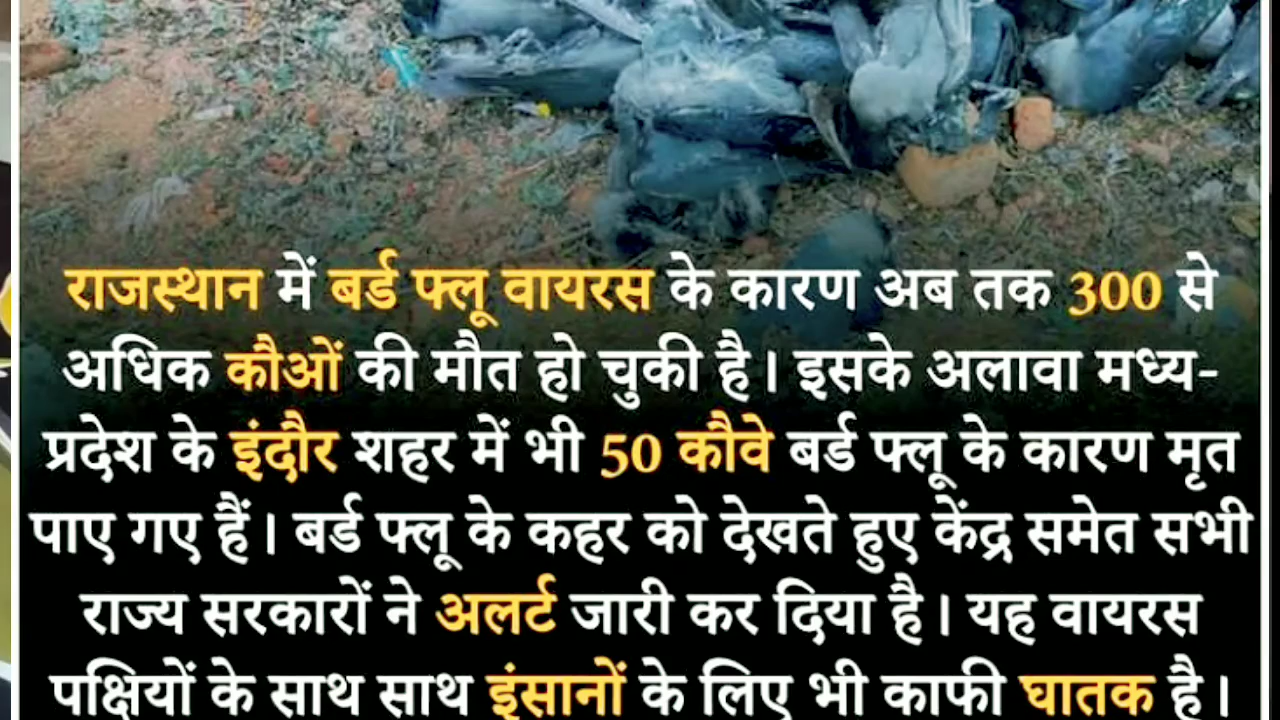 राजस्थान में बर्ड फ्लू वायरस के कारण अब तक 300 से
अधिक कौओं की मौत हो चुकी है। इसके अलावा मध्य-
प्रदेश के इंदौर शहर में भी 50 कौवे बर्ड फ्लू के कारण मृत
पाए गए हैं। बर्ड फ्लू के कहर को देखते हुए केंद्र समेत सभी
राज्य सरकारों ने अलर्ट जारी कर दिया है। यह वायरस
पक्षियों के साथ साथ इंसानों के लिए भी काफी घातक है।